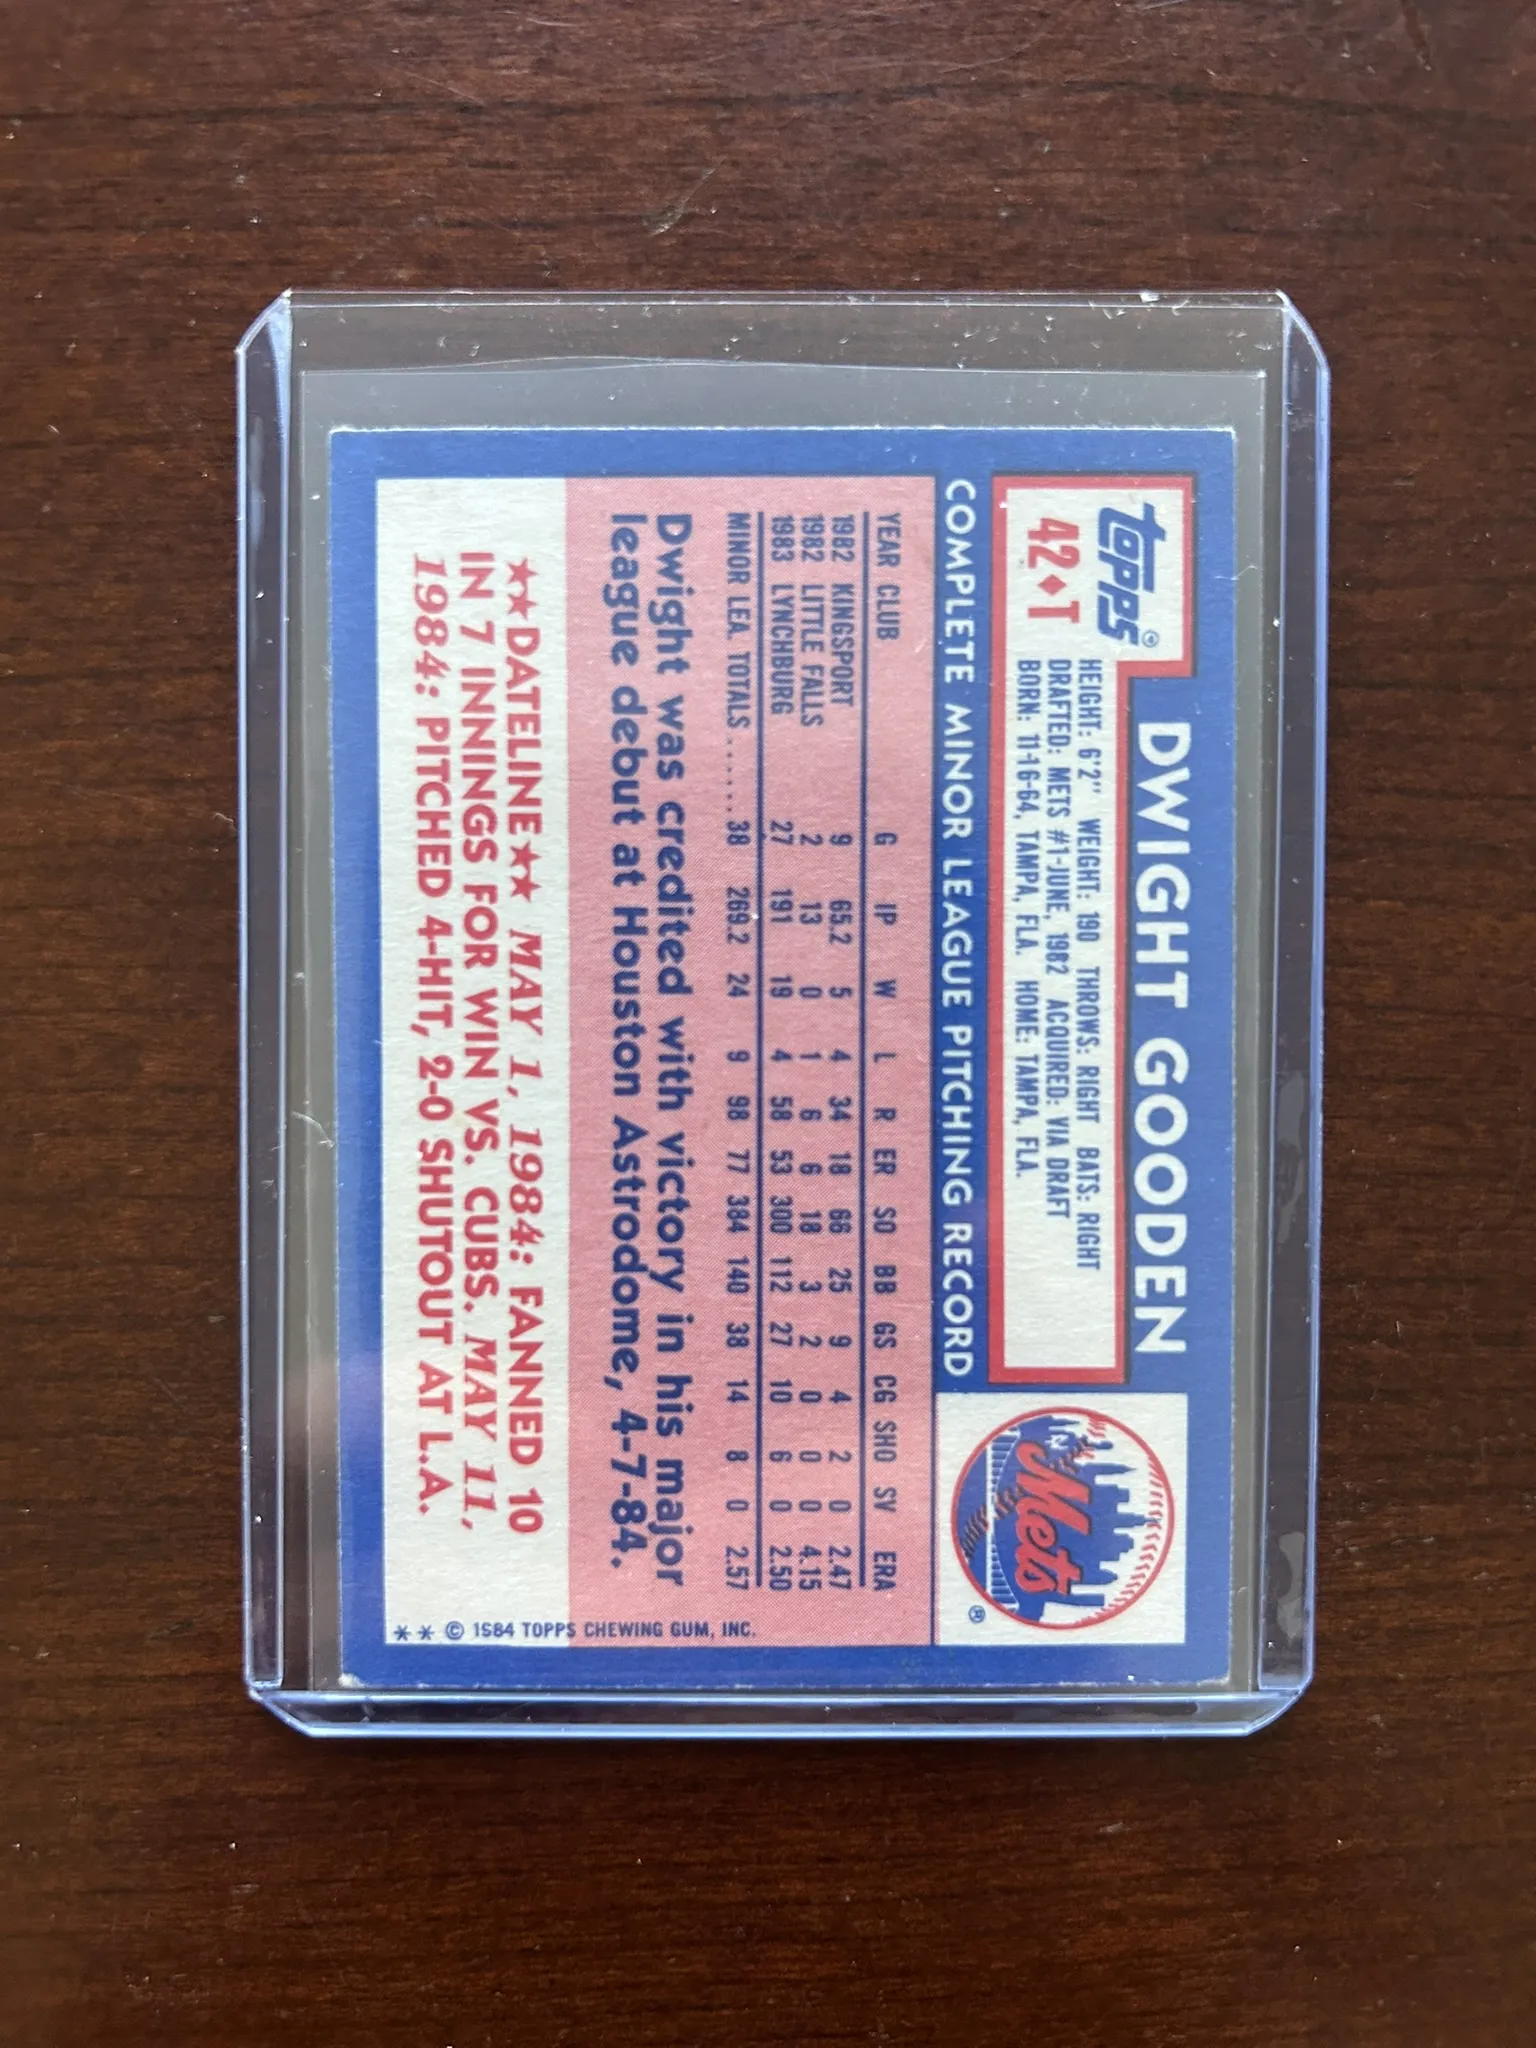 topps®
42♦T
DWIGHT GOODEN
HEIGHT: 6'2" WEIGHT: 190 THROWS: RIGHT BATS: RIGHT
DRAFTED: METS #1-JUNE, 1982 ACQUIRED: VIA DRAFT
BORN: 11-16-64, TAMPA, FLA. HOME: TAMPA, FLA.
Mets
®
COMPLETE MINOR LEAGUE PITCHING RECORD
YEAR CLUB G IP W L R ER SO BB GS CG SHO SV ERA
1982 KINGSPORT 9 65.2 5 4 34 18 66 25 9 4 2 0 2.47
1982 LITTLE FALLS 2 13 0 1 6 6 18 3 2 0 0 0 4.15
1983 LYNCHBURG 27 191 19 4 58 53 300 112 27 10 6 0 2.50
MINOR LEA. TOTALS...... 38 269.2 24 9 98 77 384 140 38 14 8 0 2.57
Dwight was credited with victory in his major
league debut at Houston Astrodome, 4-7-84.
★★DATELINE★★ MAY 1, 1984: FANNED 10
IN 7 INNINGS FOR WIN VS. CUBS. MAY 11,
1984: PITCHED 4-HIT, 2-0 SHUTOUT AT L.A.
** © 1984 TOPPS CHEWING GUM, INC.